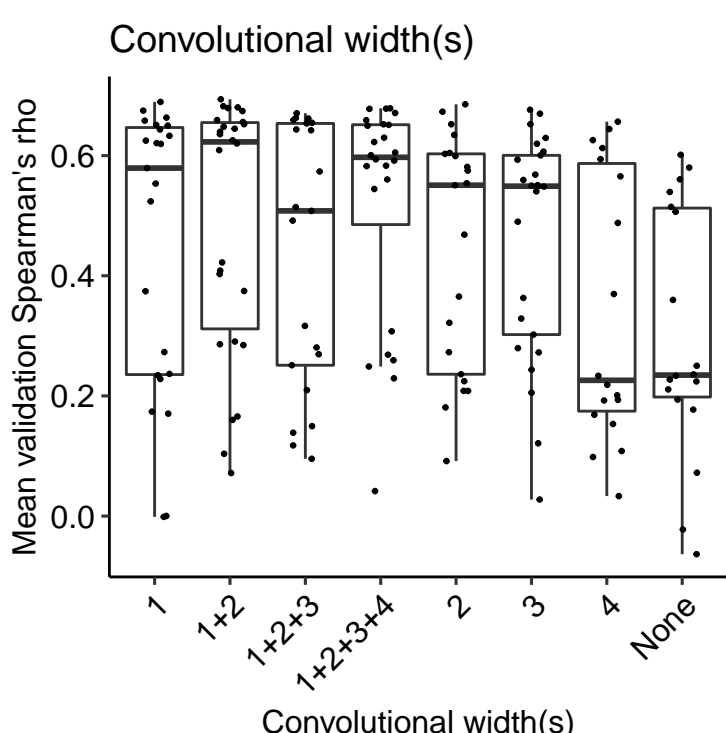 Convolutional width(s)
Mean validation Spearman's rho
0.6
0.4
0.2
0.0
1
1+2
1+2+3
1+2+3+4
2
3
4
None
Convolutional width(s)